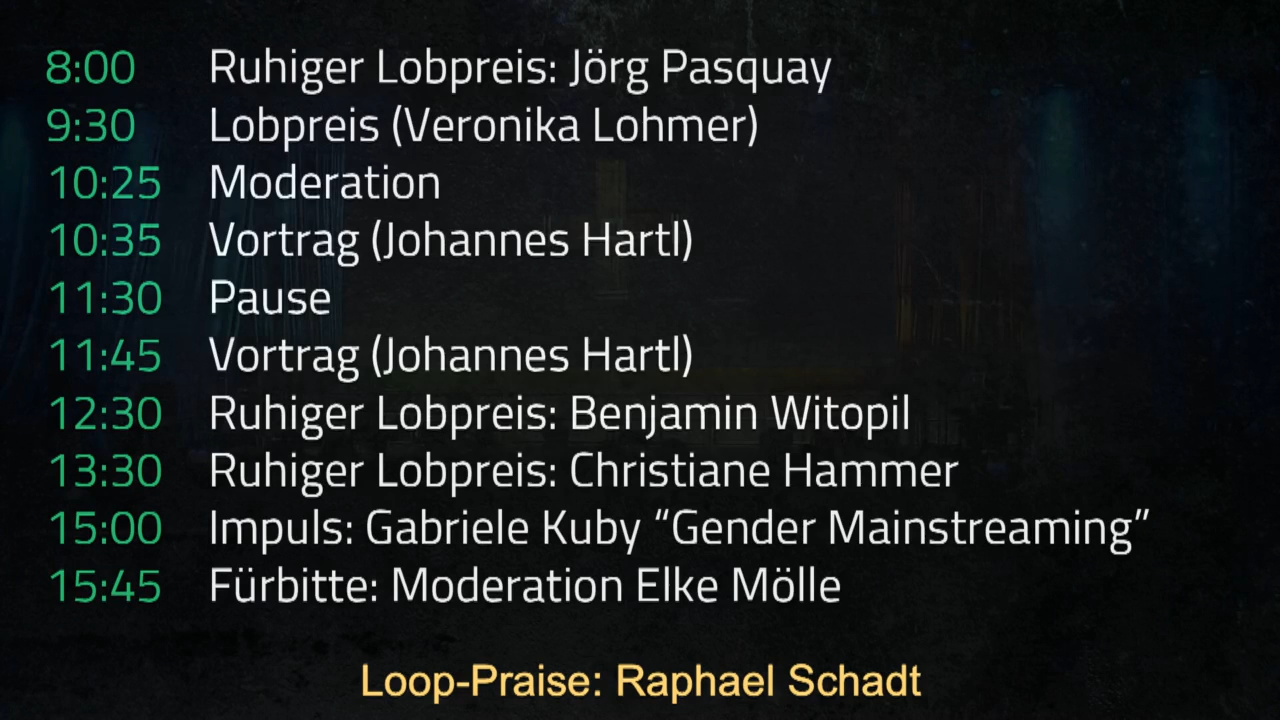 8:00 Ruhiger Lobpreis: Jörg Pasquay
9:30 Lobpreis (Veronika Lohmer)
10:25 Moderation
10:35 Vortrag (Johannes Hartl)
11:30 Pause
11:45 Vortrag (Johannes Hartl)
12:30 Ruhiger Lobpreis: Benjamin Witopil
13:30 Ruhiger Lobpreis: Christiane Hammer
15:00 Impuls: Gabriele Kuby “Gender Mainstreaming”
15:45 Fürbitte: Moderation Elke Mölle
Loop-Praise: Raphael Schadt